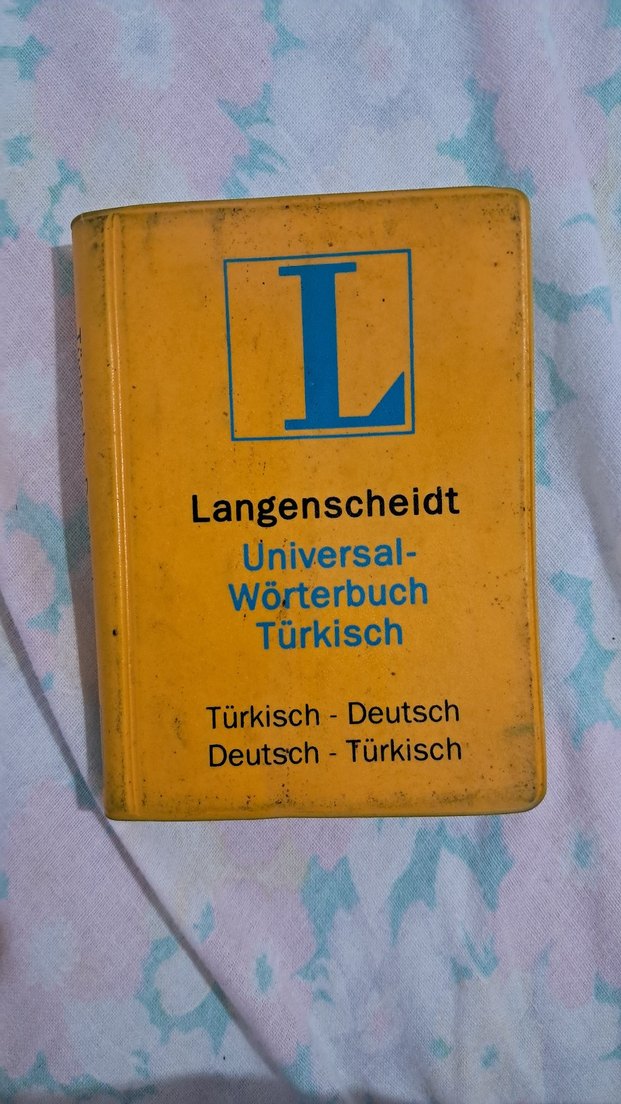 L
Langenscheidt
Universal-
Wörterbuch
Türkisch
Türkisch - Deutsch
Deutsch - Türkisch